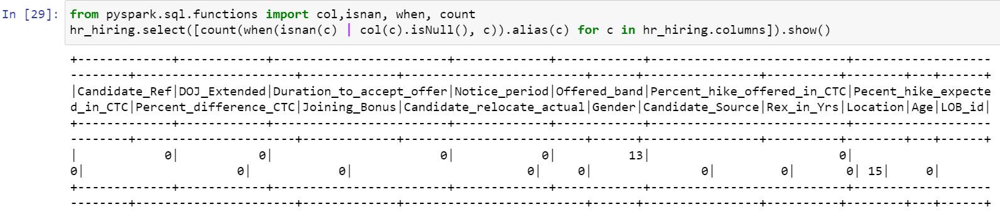 In [29]: from pyspark.sql.functions import col,isnan, when, count
hr_hiring.select([count(when(isnan(c) | col(c).isNull(), c)).alias(c) for c in hr_hiring.columns]).show()
+-------------+------------+------------------------+-------------+------------+--------------------------+-------------------
--------+----------------------+-------------+-------------------------+------+----------------+----------+--------+---+------+
|Candidate_Ref|DOJ_Extended|Duration_to_accept_offer|Notice_period|Offered_band|Percent_hike_offered_in_CTC|Pecent_hike_expecte
d_in_CTC|Percent_difference_CTC|Joining_Bonus|Candidate_relocate_actual|Gender|Candidate_Source|Rex_in_Yrs|Location|Age|LOB_id|
+-------------+------------+------------------------+-------------+------------+--------------------------+-------------------
--------+----------------------+-------------+-------------------------+------+----------------+----------+--------+---+------+
|            0|           0|                       0|            0|          13|                          0|
0|                     0|            0|                         0|     0|               0|         0|       0| 15|     0|
+-------------+------------+------------------------+-------------+------------+--------------------------+-------------------
--------+----------------------+-------------+-------------------------+------+----------------+----------+--------+---+------+